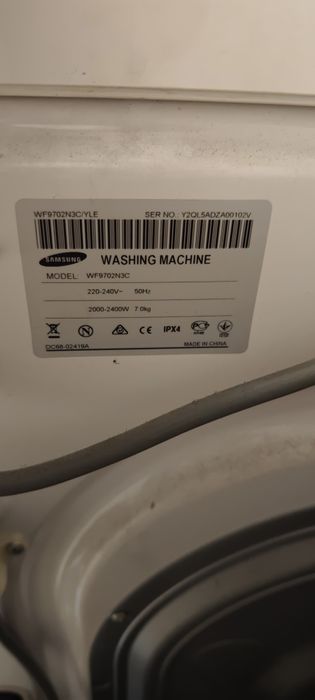 WF9702N3C/YLE SER NO.: Y2QL5ADZA00102V
SAMSUNG WASHING MACHINE
MODEL: WF9702N3C
220-240V~ 50Hz
2000-2400W 7.0kg
CE IPX4
DC68-02419A MADE IN CHINA